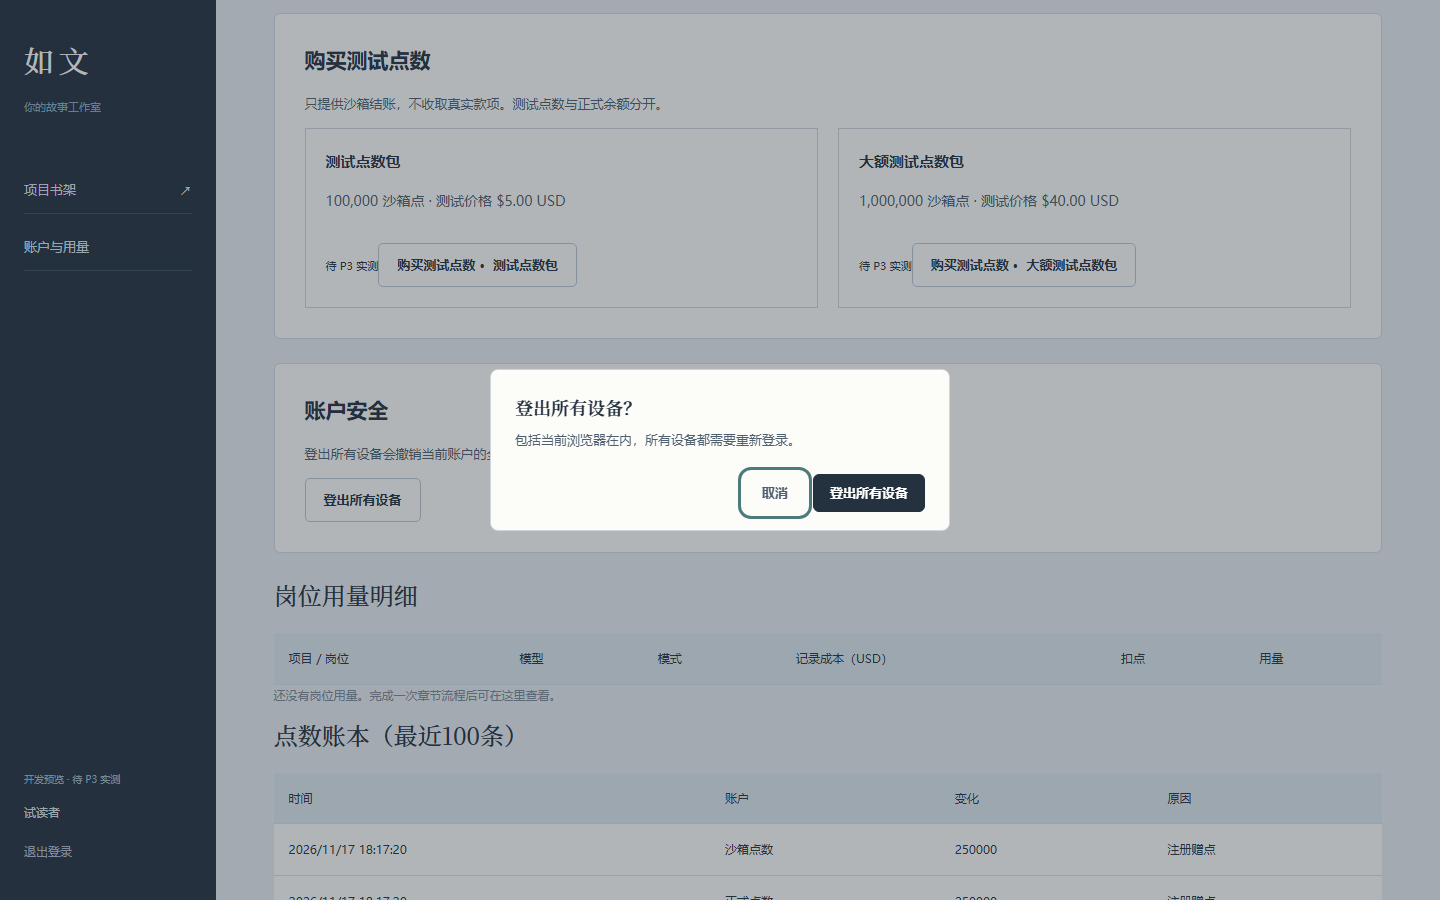 如文
你的故事工作室
项目书架 ↗
账户与用量
开发预览 · 待 P3 实测
试读者
退出登录
购买测试点数
只提供沙箱结账，不收取真实款项。测试点数与正式余额分开。
测试点数包
100,000 沙箱点 · 测试价格 $5.00 USD
待 P3 实测 购买测试点数 • 测试点数包
大额测试点数包
1,000,000 沙箱点 · 测试价格 $40.00 USD
待 P3 实测 购买测试点数 • 大额测试点数包
账户安全
登出所有设备会撤销当前账户的
登出所有设备
登出所有设备？
包括当前浏览器在内，所有设备都需要重新登录。
取消 登出所有设备
岗位用量明细
项目 / 岗位 模型 模式 记录成本（USD） 扣点 用量
还没有岗位用量。完成一次章节流程后可在这里查看。
点数账本（最近100条）
时间 账户 变化 原因
2026/11/17 18:17:20 沙箱点数 250000 注册赠点